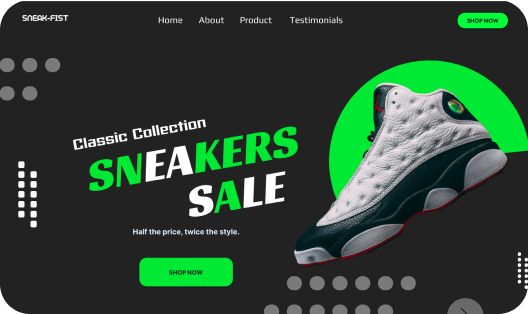 SNEAK-FIST
Home About Product Testimonials
SHOP NOW
Classic Collection
SNEAKERS
SALE
Half the price, twice the style.
SHOP NOW